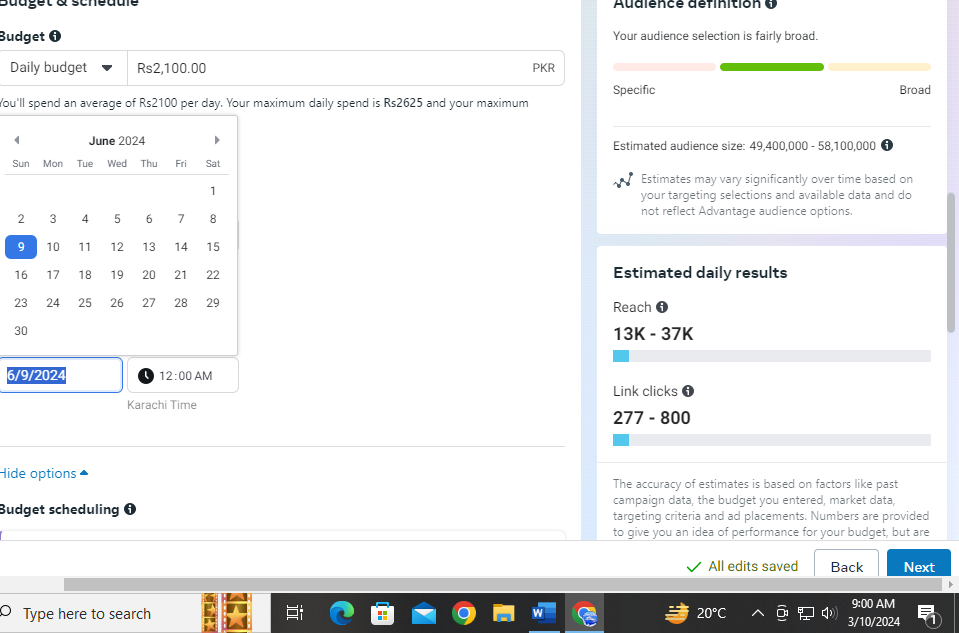 Budget & schedule
Budget
Daily budget
Rs2,100.00
PKR
You'll spend an average of Rs2100 per day. Your maximum daily spend is Rs2625 and your maximum
June 2024
Sun Mon Tue Wed Thu Fri Sat
1
2 3 4 5 6 7 8
9 10 11 12 13 14 15
16 17 18 19 20 21 22
23 24 25 26 27 28 29
30
6/9/2024
12:00 AM
Karachi Time
Hide options
Budget scheduling
Audience definition
Your audience selection is fairly broad.
Specific
Broad
Estimated audience size: 49,400,000 - 58,100,000
Estimates may vary significantly over time based on
your targeting selections and available data and do
not reflect Advantage audience options.
Estimated daily results
Reach
13K - 37K
Link clicks
277 - 800
The accuracy of estimates is based on factors like past
campaign data, the budget you entered, market data,
targeting criteria and ad placements. Numbers are provided
to give you an idea of performance for your budget, but are
All edits saved
Back
Next
Type here to search
20°C
9:00 AM
3/10/2024
1